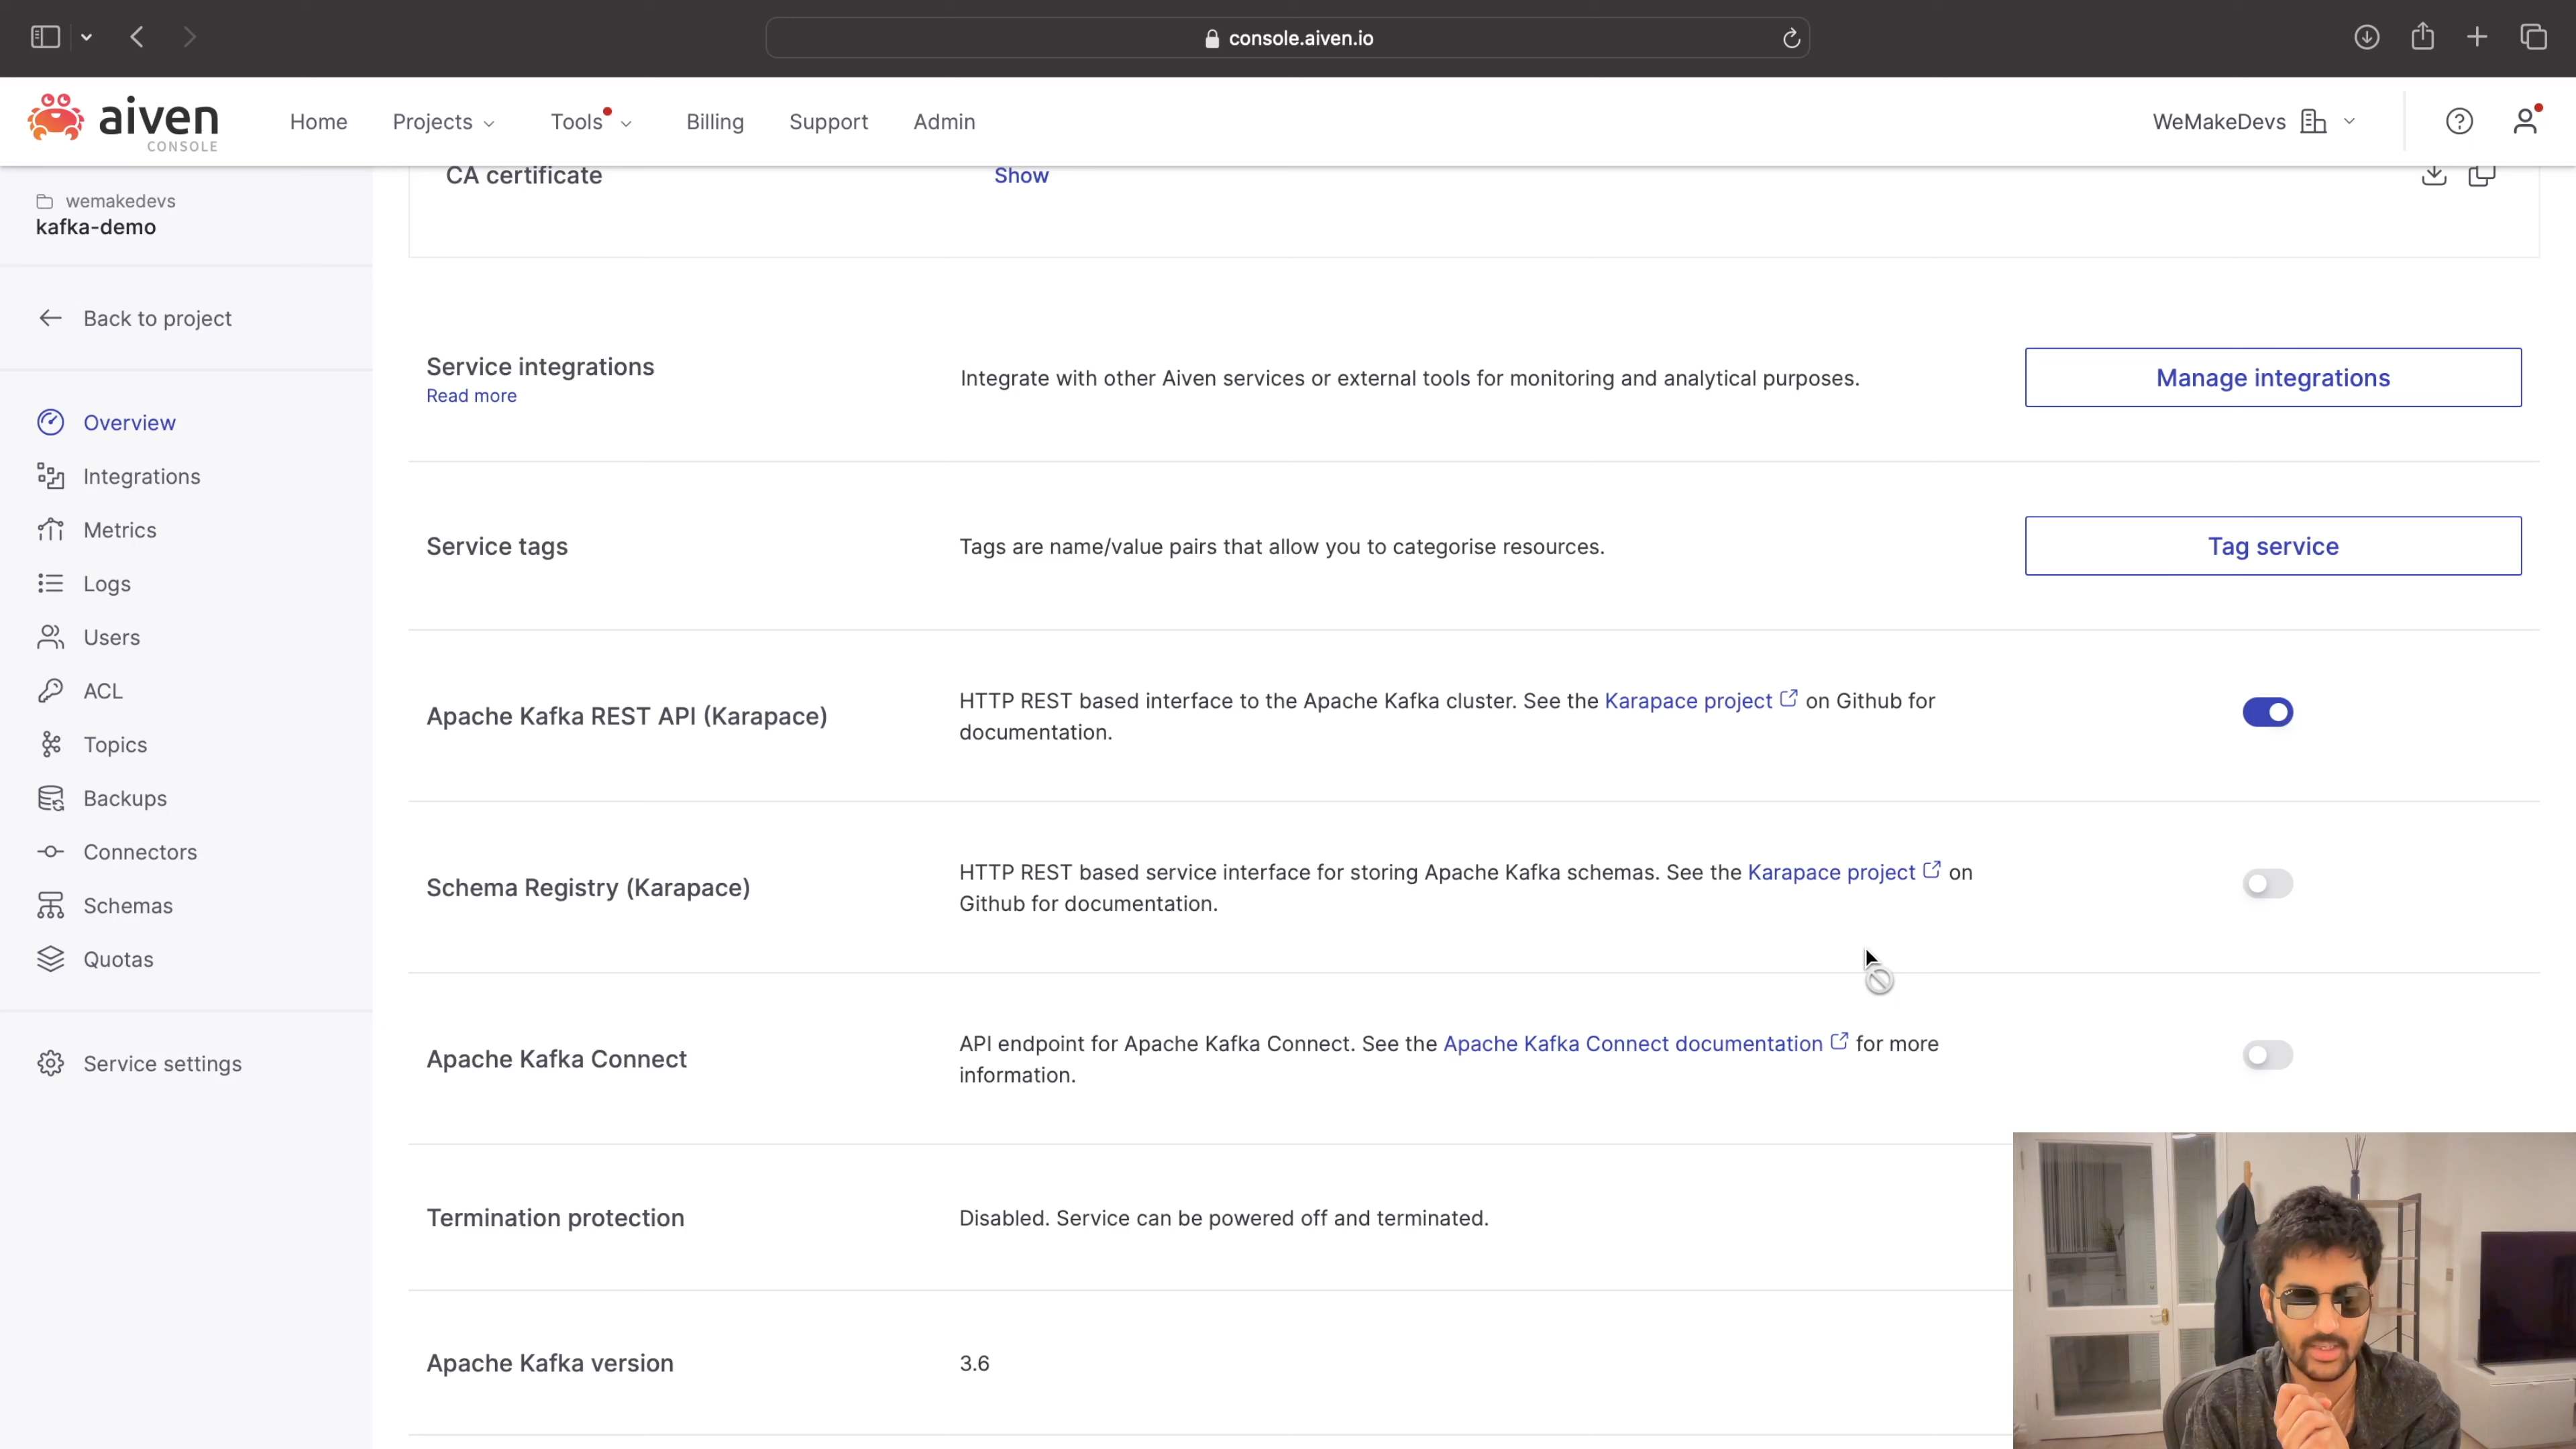 console.aiven.io
aiven
CONSOLE
Home
Projects
Tools
Billing
Support
Admin
WeMakeDevs
wemakedevs
kafka-demo
Back to project
Overview
Integrations
Metrics
Logs
Users
ACL
Topics
Backups
Connectors
Schemas
Quotas
Service settings
CA certificate
Show
Service integrations
Read more
Integrate with other Aiven services or external tools for monitoring and analytical purposes.
Manage integrations
Service tags
Tags are name/value pairs that allow you to categorise resources.
Tag service
Apache Kafka REST API (Karapace)
HTTP REST based interface to the Apache Kafka cluster. See the Karapace project on Github for
documentation.
Schema Registry (Karapace)
HTTP REST based service interface for storing Apache Kafka schemas. See the Karapace project on
Github for documentation.
Apache Kafka Connect
API endpoint for Apache Kafka Connect. See the Apache Kafka Connect documentation for more
information.
Termination protection
Disabled. Service can be powered off and terminated.
Apache Kafka version
3.6